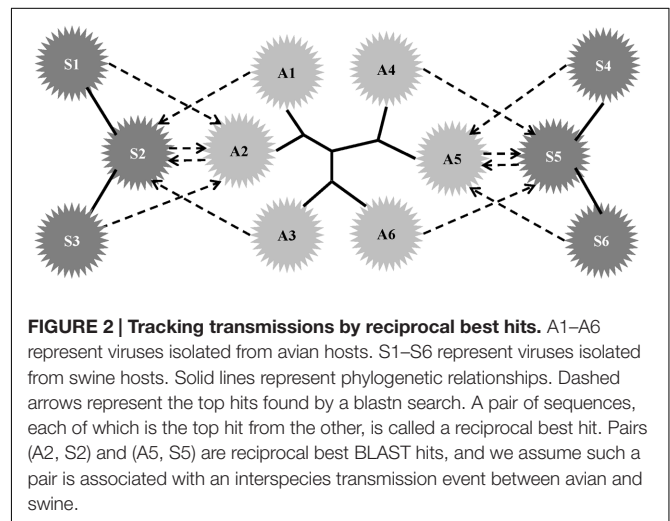 S1 A1 A4 S4
S2 A2 A5 S5
S3 A3 A6 S6
FIGURE 2 | Tracking transmissions by reciprocal best hits. A1–A6
represent viruses isolated from avian hosts. S1–S6 represent viruses isolated
from swine hosts. Solid lines represent phylogenetic relationships. Dashed
arrows represent the top hits found by a blastn search. A pair of sequences,
each of which is the top hit from the other, is called a reciprocal best hit. Pairs
(A2, S2) and (A5, S5) are reciprocal best BLAST hits, and we assume such a
pair is associated with an interspecies transmission event between avian and
swine.